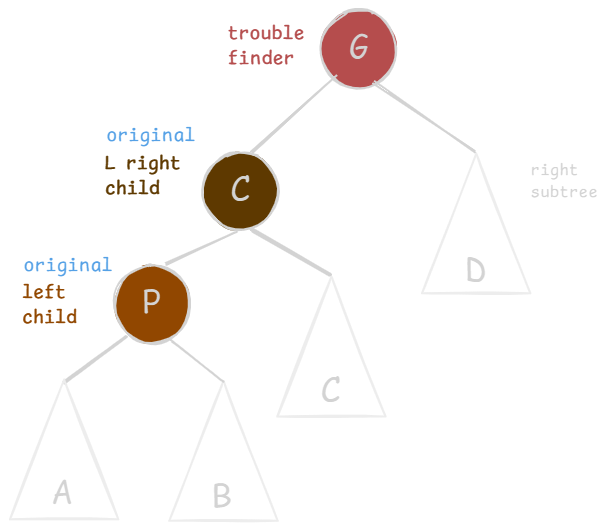 trouble
finder
G
original
L right
child
C
right
subtree
D
original
left
child
P
C
A
B